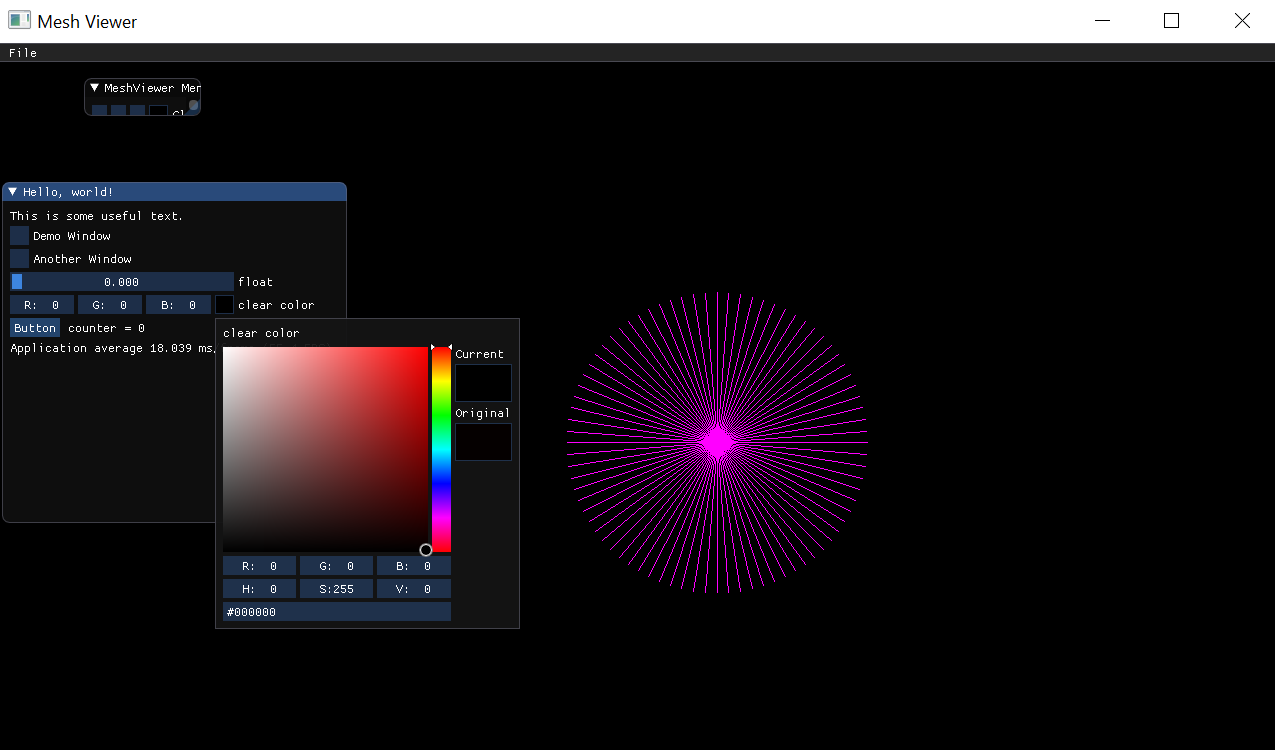 Mesh Viewer
File
MeshViewer
Hello, world!
This is some useful text.
Demo Window
Another Window
0.000 float
R: 0 G: 0 B: 0 clear color
Button counter = 0
Application average 18.039 ms
clear color
Current
Original
R: 0 G: 0 B: 0
H: 0 S:255 V: 0
#000000